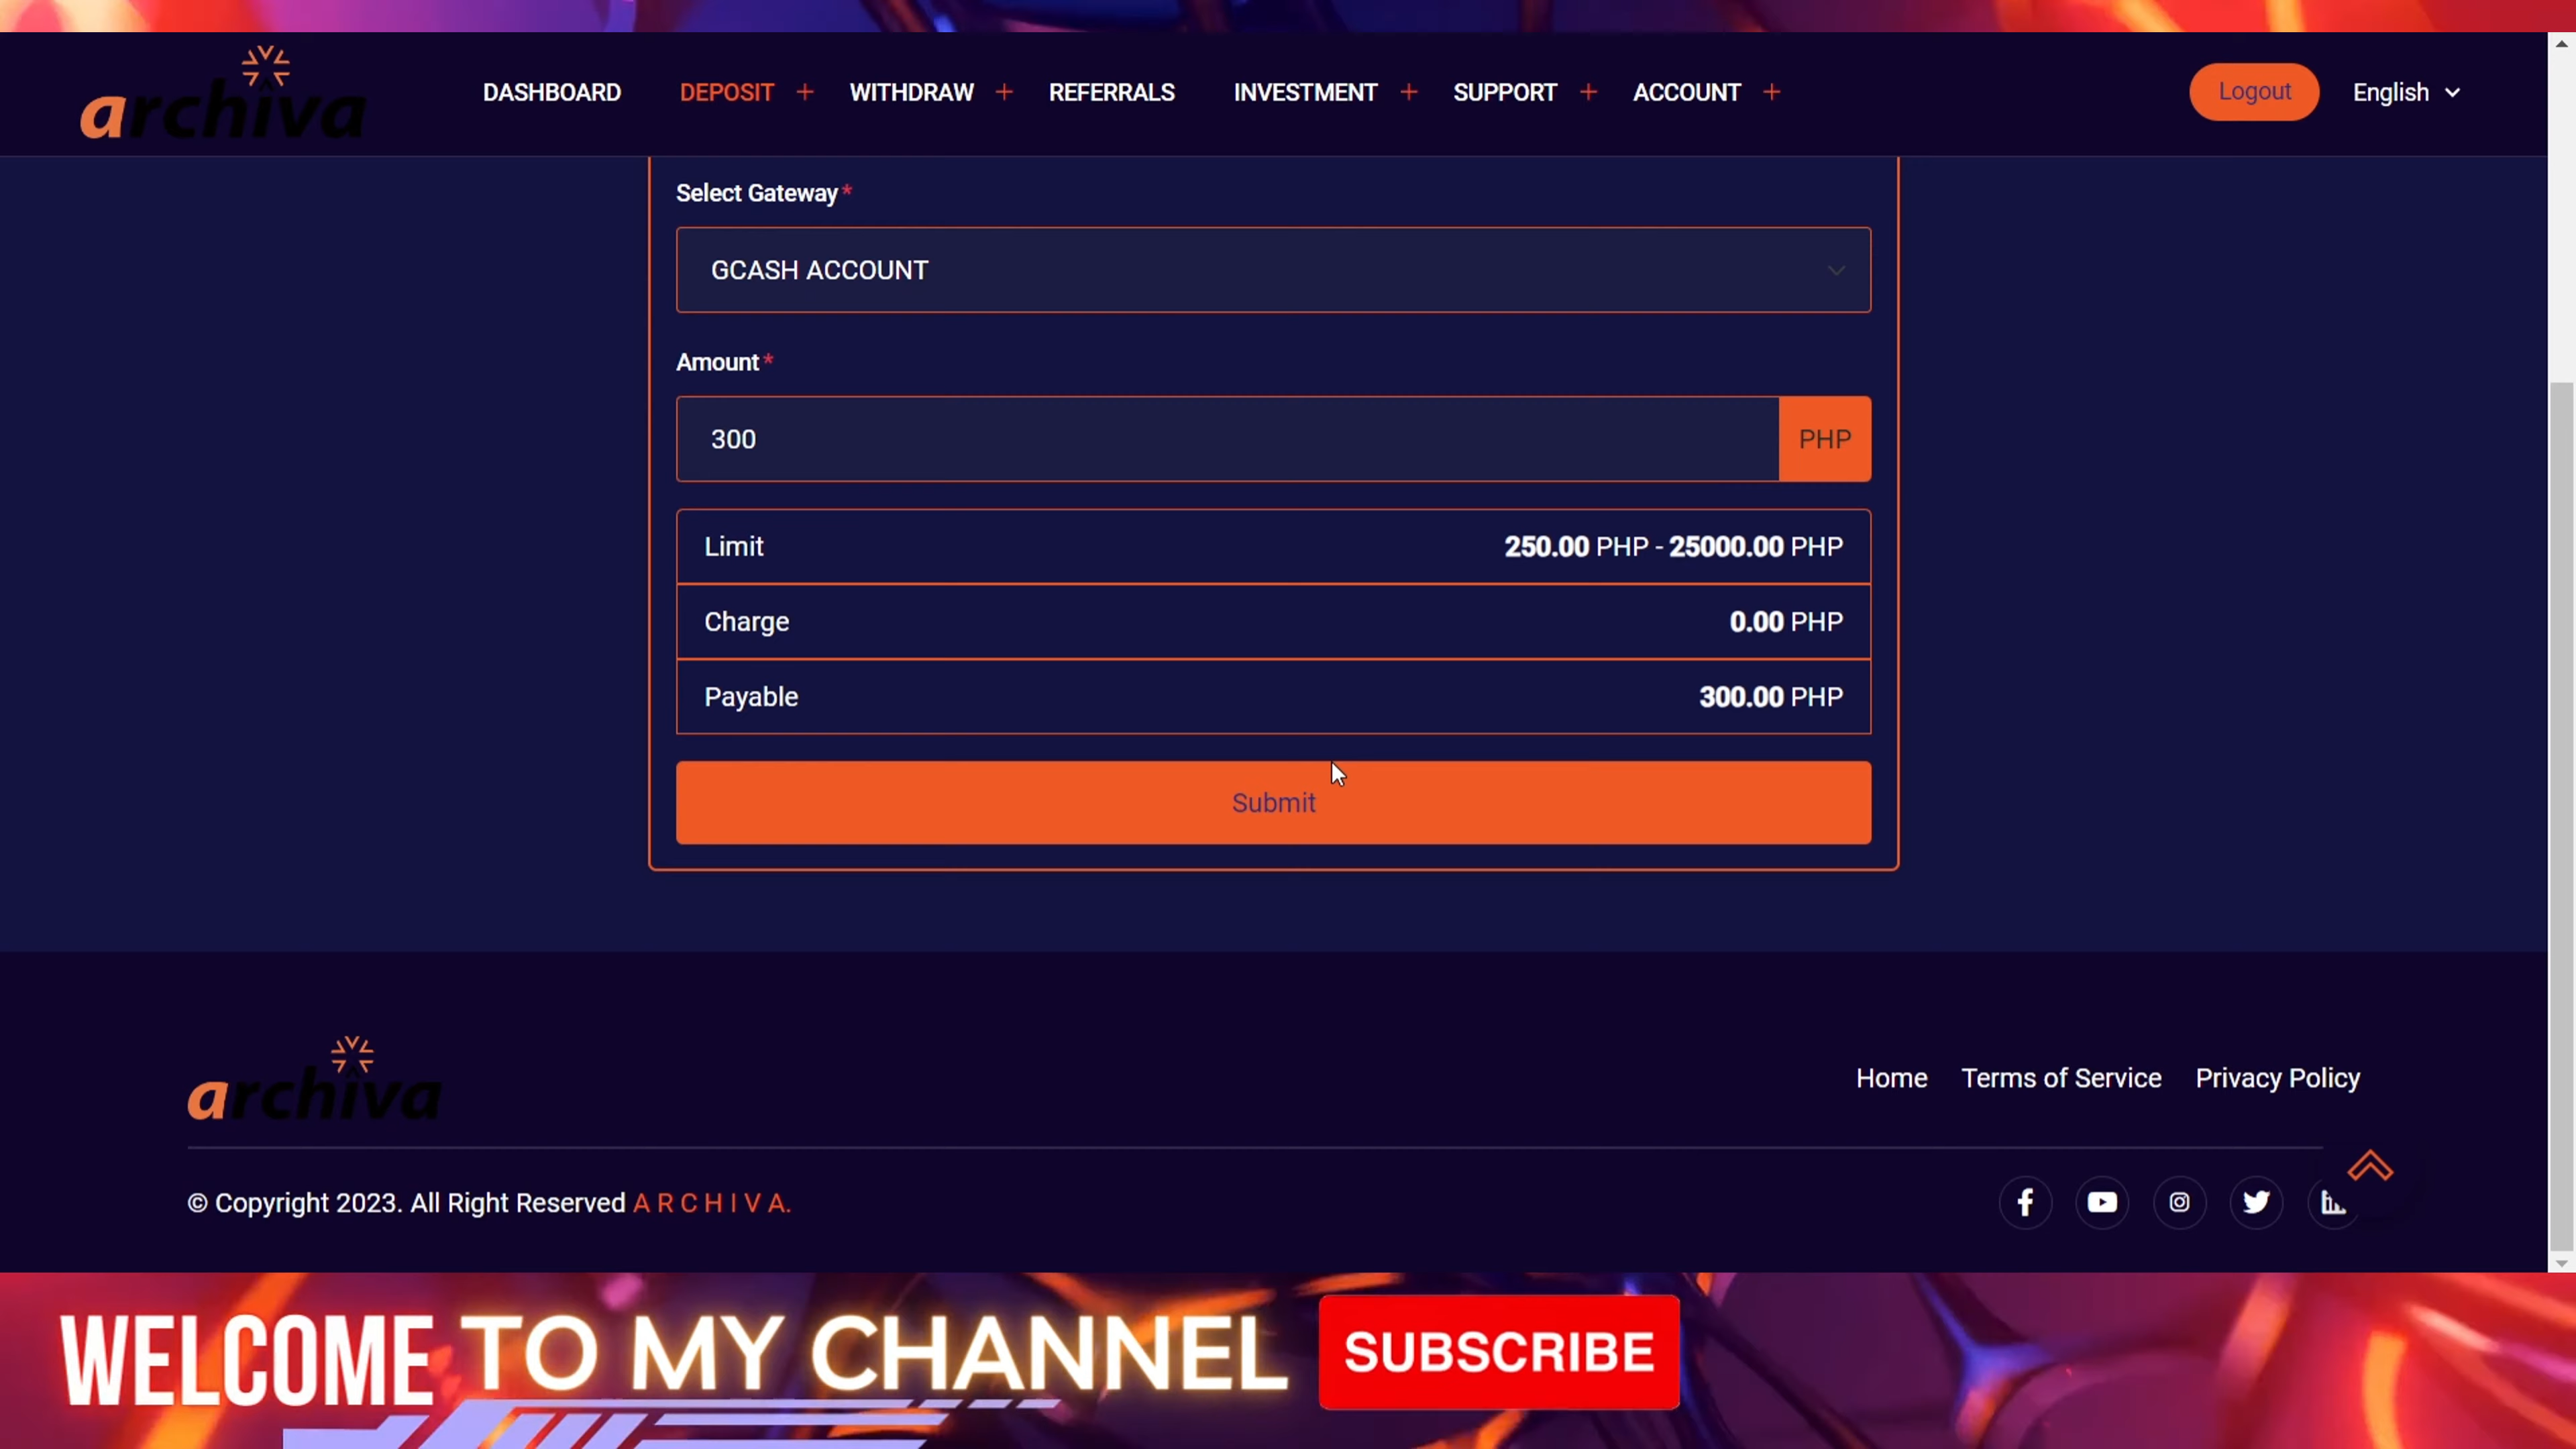 archiva
DASHBOARD DEPOSIT + WITHDRAW + REFERRALS INVESTMENT + SUPPORT + ACCOUNT + Logout English
Select Gateway*
GCASH ACCOUNT
Amount*
300 PHP
Limit 250.00 PHP - 25000.00 PHP
Charge 0.00 PHP
Payable 300.00 PHP
Submit
archiva
Home Terms of Service Privacy Policy
© Copyright 2023. All Right Reserved A R C H I V A.
WELCOME TO MY CHANNEL SUBSCRIBE